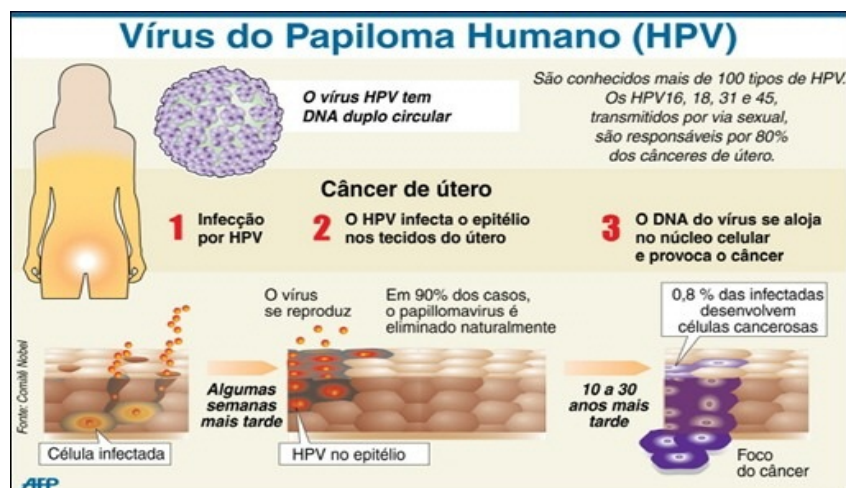 Vírus do Papiloma Humano (HPV)
O vírus HPV tem
DNA duplo circular
São conhecidos mais de 100 tipos de HPV.
Os HPV16, 18, 31 e 45,
transmitidos por via sexual,
são responsáveis por 80%
dos cânceres de útero.
Câncer de útero
1 Infecção
por HPV
2 O HPV infecta o epitélio
nos tecidos do útero
3 O DNA do vírus se aloja
no núcleo celular
e provoca o câncer
O vírus
se reproduz
Em 90% dos casos,
o papillomavirus é
eliminado naturalmente
0,8 % das infectadas
desenvolvem
células cancerosas
Algumas
semanas
mais tarde
10 a 30
anos mais
tarde
Célula infectada
HPV no epitélio
Foco
do câncer
Fonte: Comitê Nobel
AFP